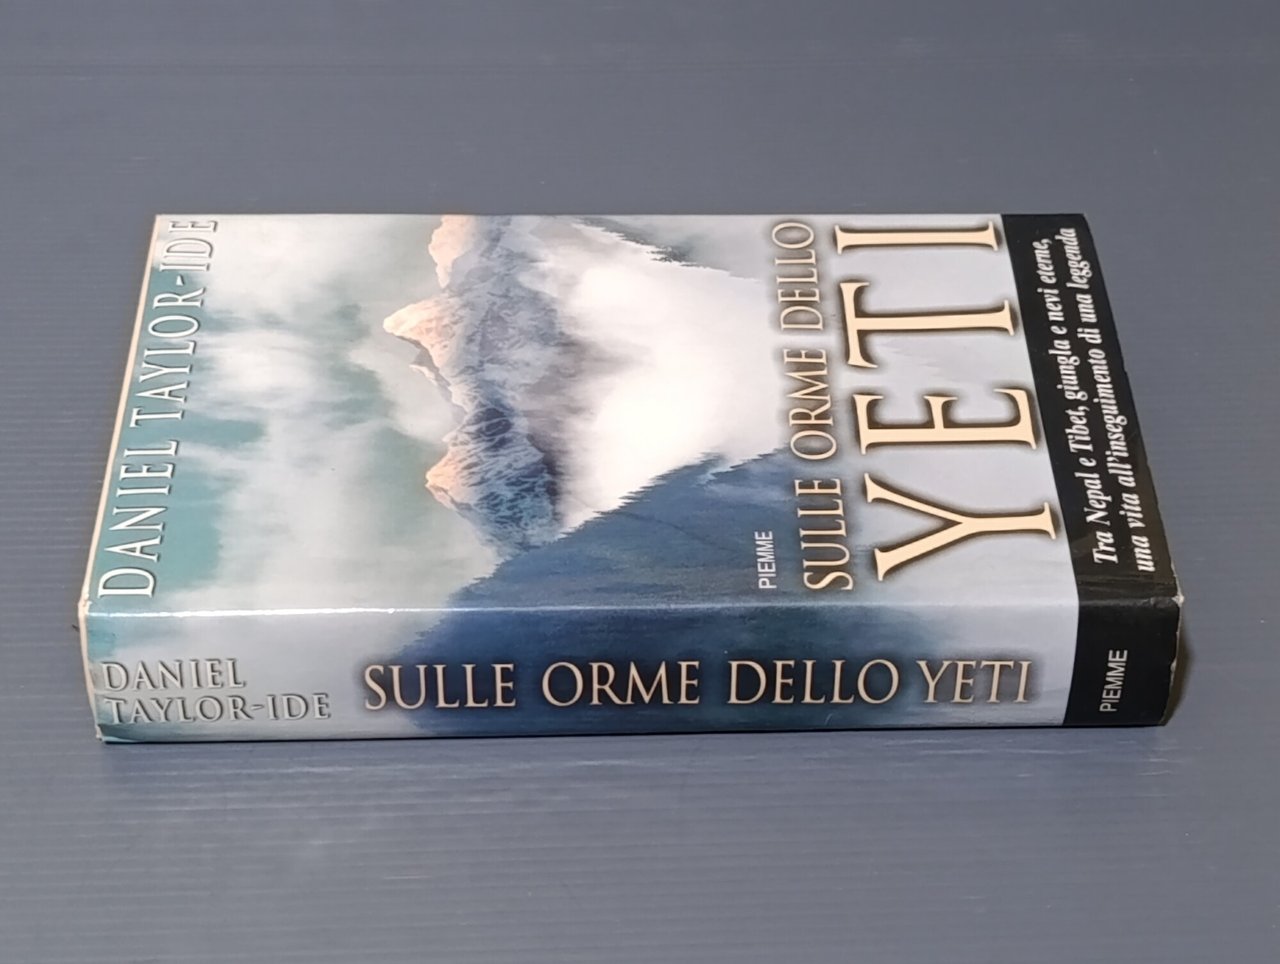 DANIEL TAYLOR-IDE
PIEMME
SULLE ORME DELLO
YETI
Tra Nepal e Tibet, giungla e nevi eterne,
una vita all'inseguimento di una leggenda
DANIEL
TAYLOR-IDE
SULLE ORME DELLO YETI
PIEMME